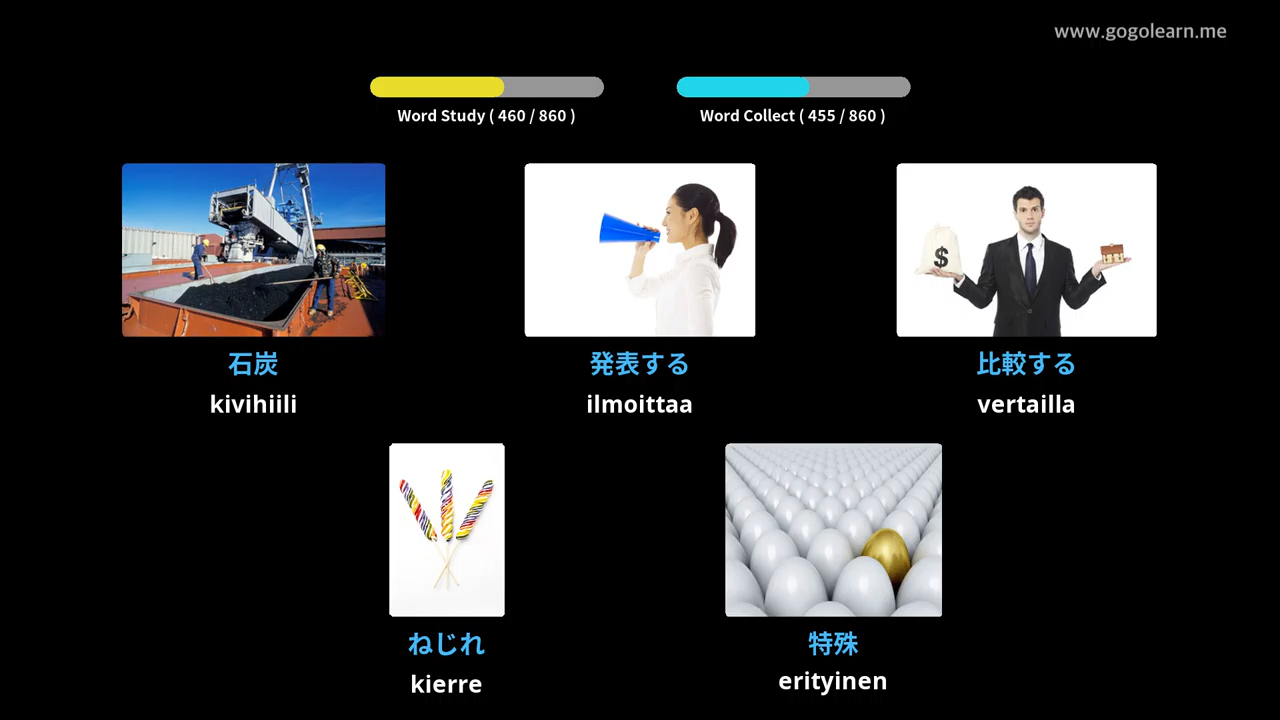 www.gogolearn.me
Word Study ( 460 / 860 )
Word Collect ( 455 / 860 )
石炭
kivihiili
発表する
ilmoittaa
比較する
vertailla
$
ねじれ
kierre
特殊
erityinen